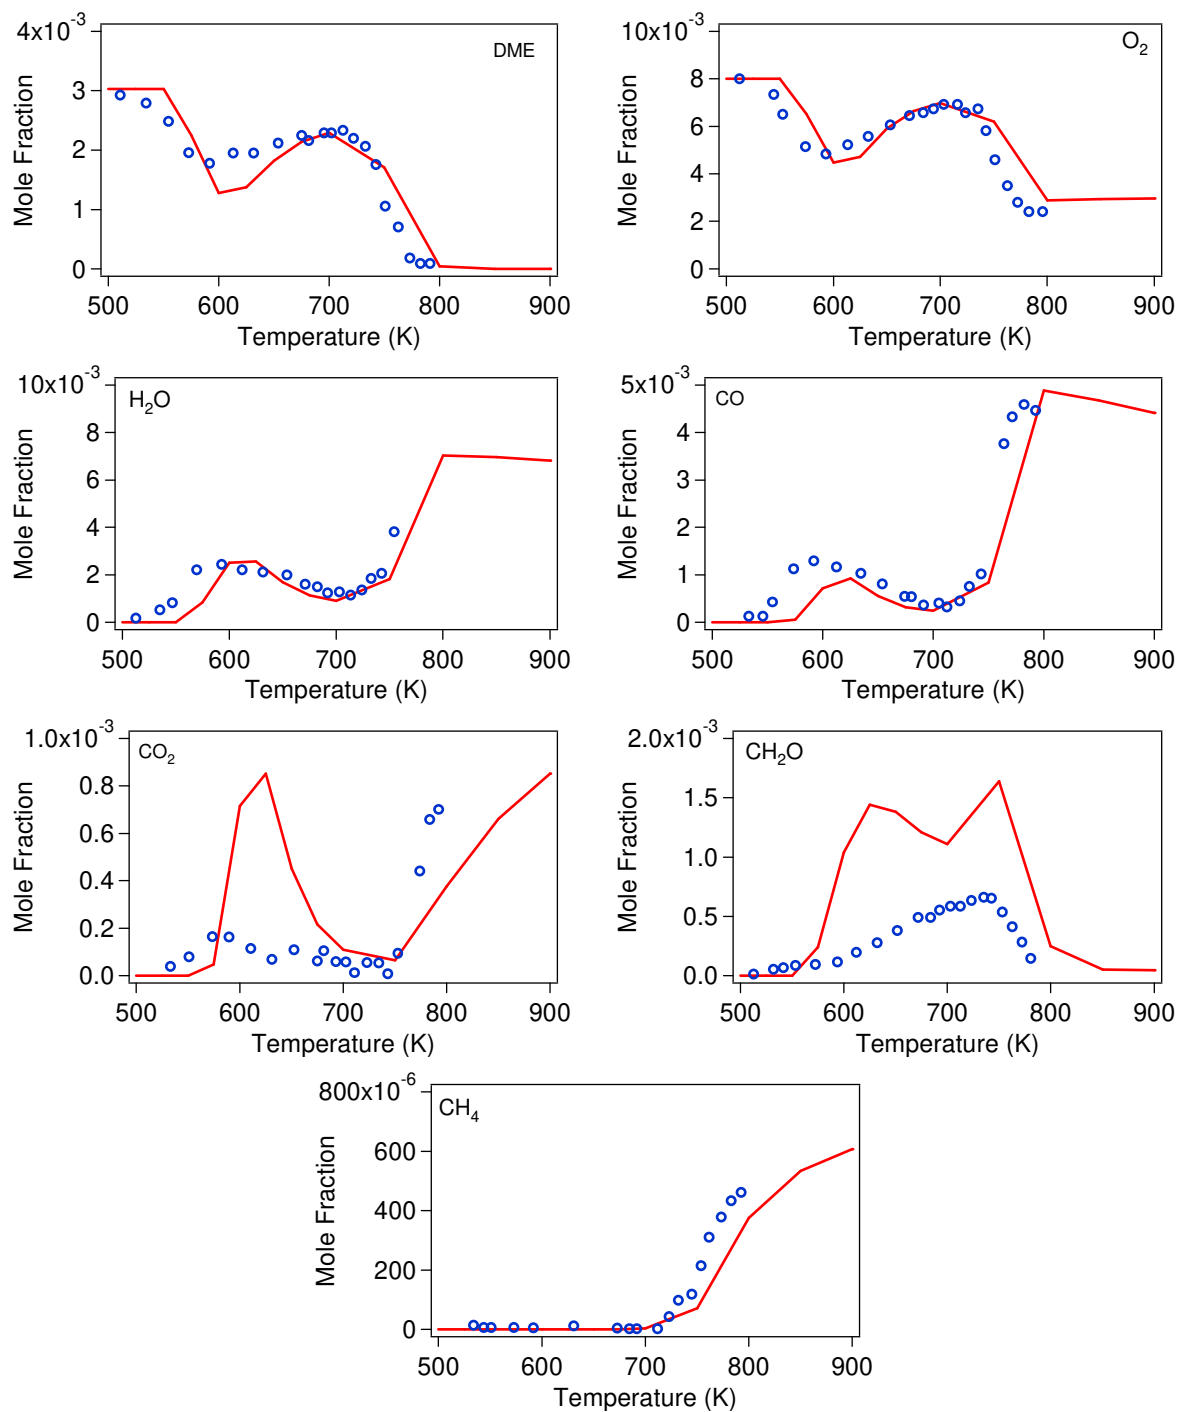 4x10⁻³
3
2
1
0
Mole Fraction
DME
500 600 700 800 900
Temperature (K)
10x10⁻³
8
6
4
2
0
Mole Fraction
O₂
500 600 700 800 900
Temperature (K)
10x10⁻³
8
6
4
2
0
Mole Fraction
H₂O
500 600 700 800 900
Temperature (K)
5x10⁻³
4
3
2
1
0
Mole Fraction
CO
500 600 700 800 900
Temperature (K)
1.0x10⁻³
0.8
0.6
0.4
0.2
0.0
Mole Fraction
CO₂
500 600 700 800 900
Temperature (K)
2.0x10⁻³
1.5
1.0
0.5
0.0
Mole Fraction
CH₂O
500 600 700 800 900
Temperature (K)
800x10⁻⁶
600
400
200
0
Mole Fraction
CH₄
500 600 700 800 900
Temperature (K)